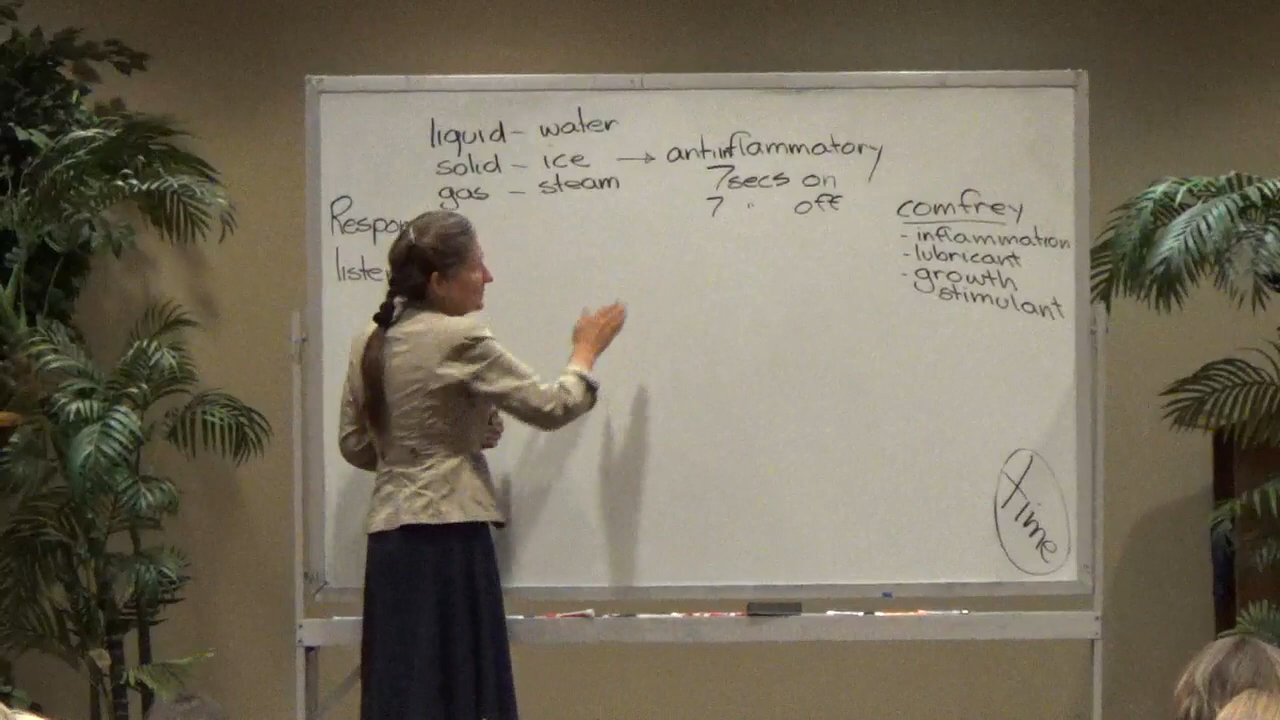 liquid - water
solid - ice → antiinflammatory
gas - steam
7secs on
7 " off
comfrey
- inflammation
- lubricant
- growth
stimulant
Time